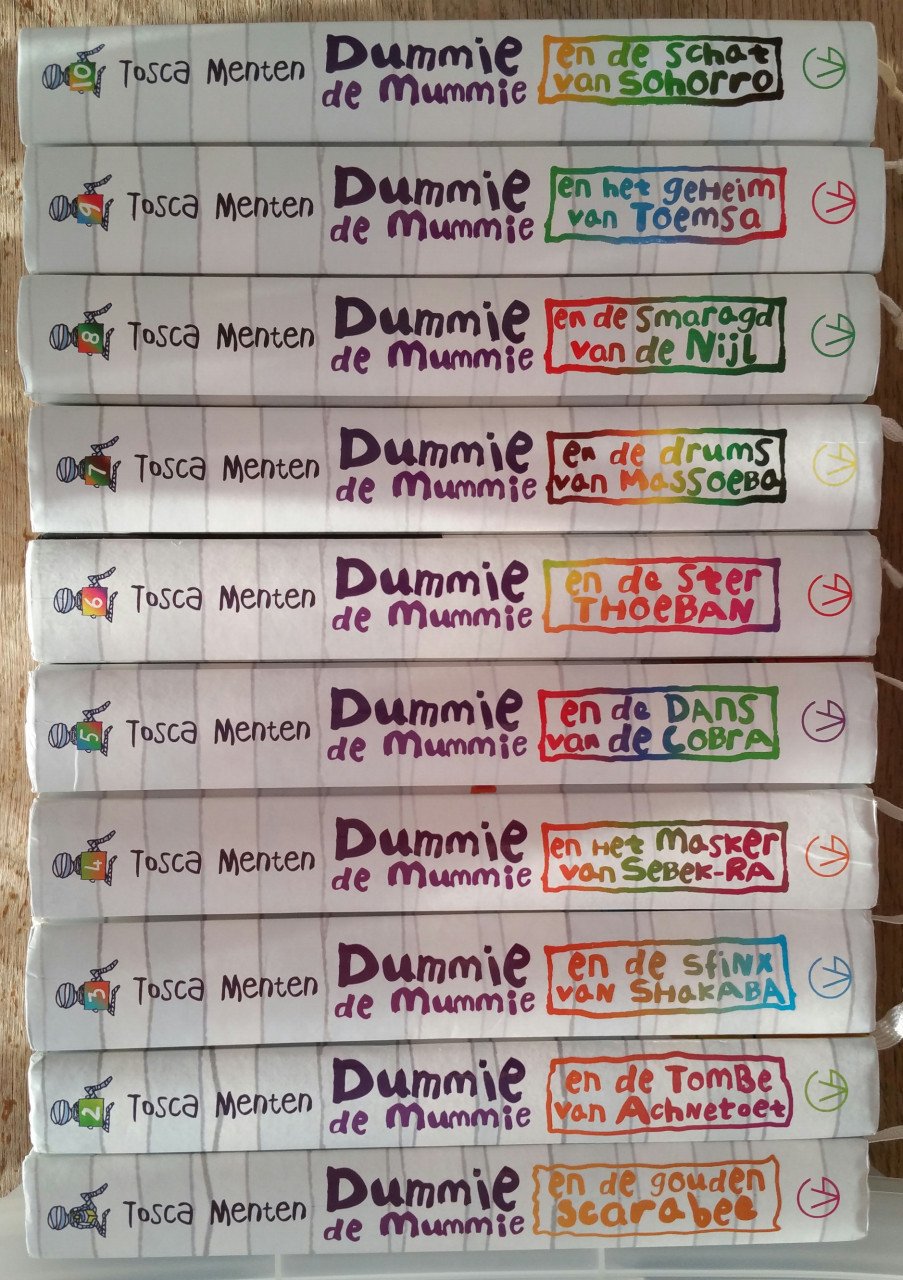 10
Tosca Menten
Dummie
de Mummie
en de schat
van Sohorro
9
Tosca Menten
Dummie
de Mummie
en het geheim
van Toemsa
8
Tosca Menten
Dummie
de Mummie
en de smaragd
van de Nijl
7
Tosca Menten
Dummie
de Mummie
en de drums
van Massoeba
6
Tosca Menten
Dummie
de Mummie
en de Ster
THOEBAN
5
Tosca Menten
Dummie
de Mummie
en de DANS
van de COBRA
4
Tosca Menten
Dummie
de Mummie
en het Masker
van SEBEK-RA
3
Tosca Menten
Dummie
de Mummie
en de sfinx
van SHAKABA
2
Tosca Menten
Dummie
de Mummie
en de TomBe
van Achnetoet
Tosca Menten
Dummie
de Mummie
en de gouden
scarabee